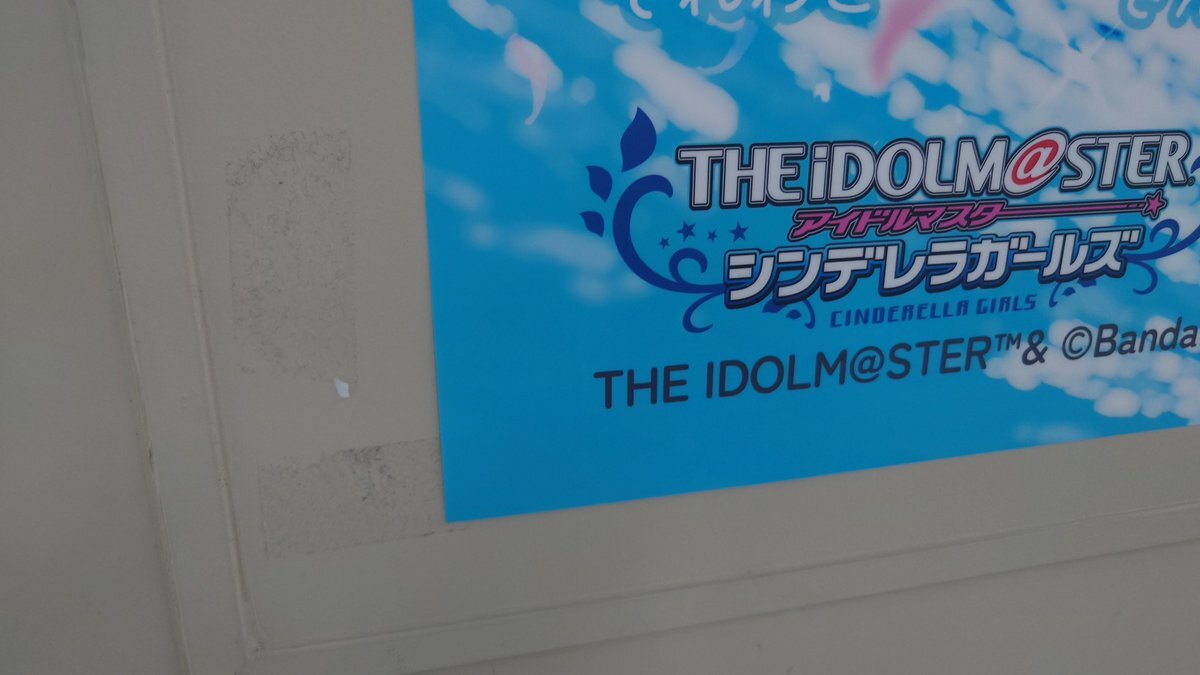 THE iDOLM@STER
アイドルマスター
シンデレラガールズ
CINDERELLA GIRLS
THE IDOLM@STER™& ©Banda